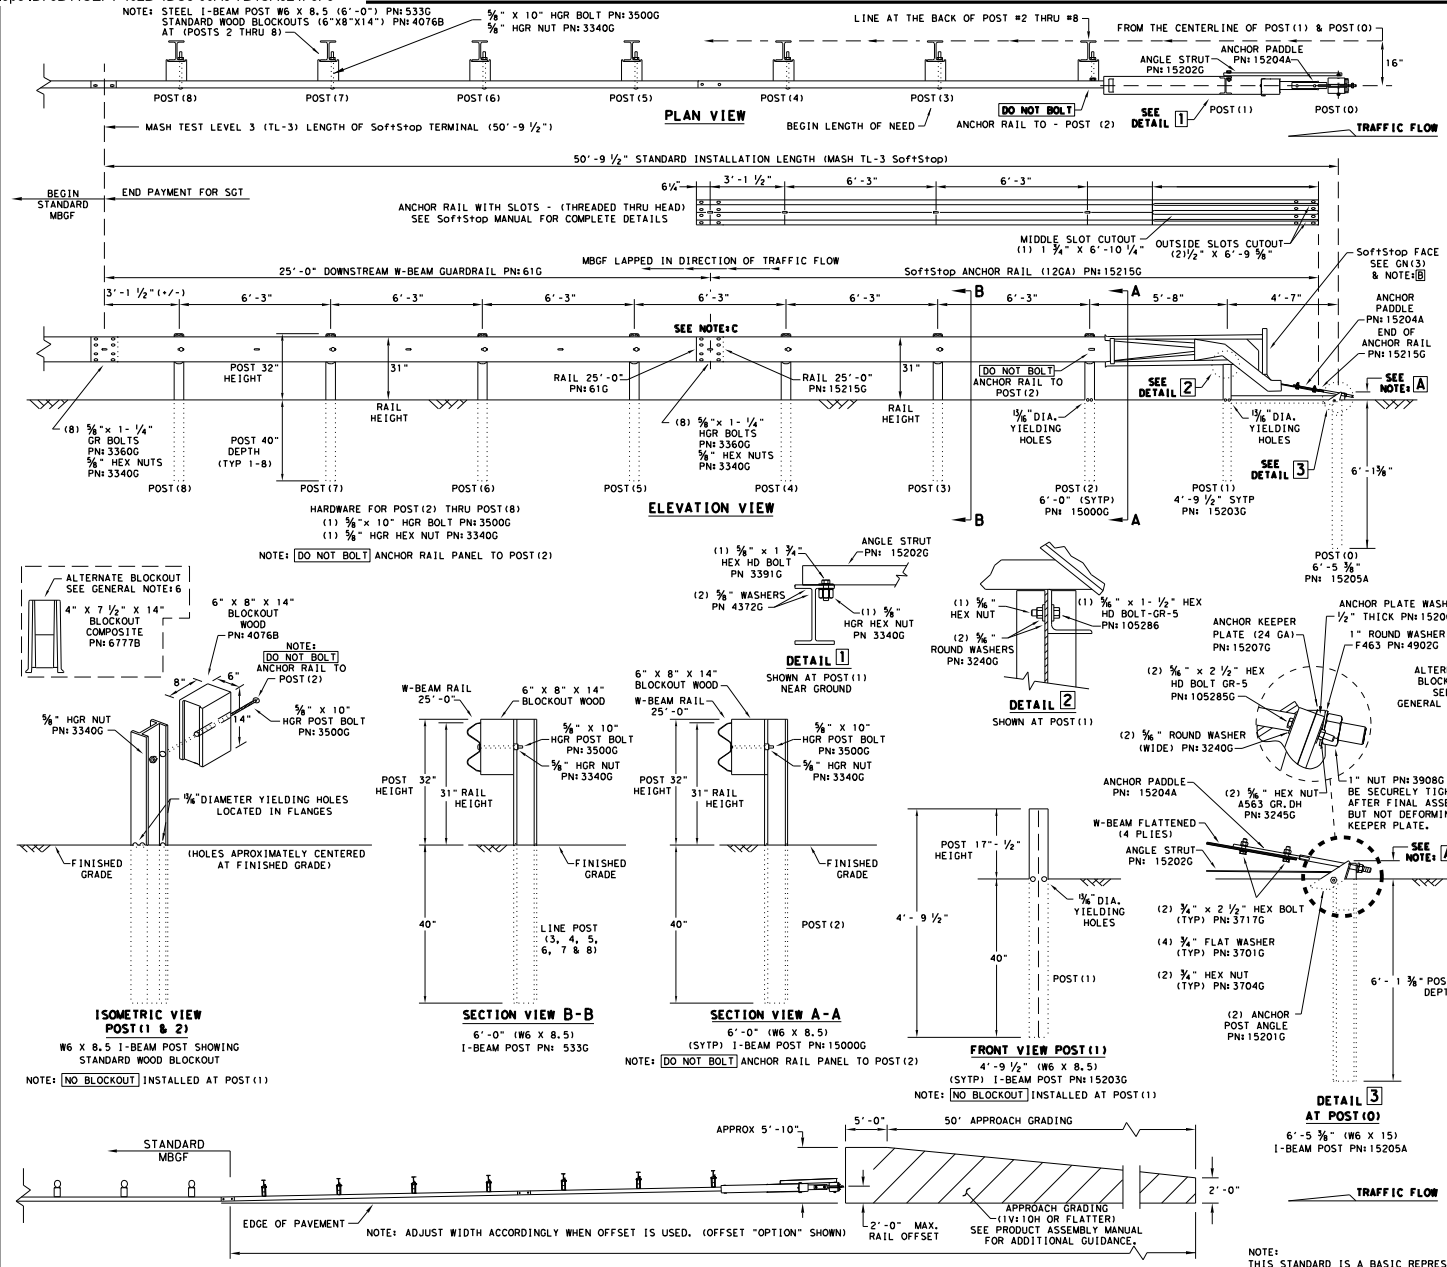 NOTE: STEEL I-BEAM POST W6 X 8.5 (6'-0") PN:533G
STANDARD WOOD BLOCKOUTS (6"X8"X14") PN:4076B
AT (POSTS 2 THRU 8)
5/8" X 10" HGR BOLT PN:3500G
5/8" HGR NUT PN:3340G
LINE AT THE BACK OF POST #2 THRU #8
FROM THE CENTERLINE OF POST(1) & POST(0)
ANCHOR PADDLE
PN:15204A
ANGLE STRUT
PN:15202G
16"
POST(8)
POST(7)
POST(6)
POST(5)
POST(4)
POST(3)
POST(1)
POST(0)
PLAN VIEW
BEGIN LENGTH OF NEED
DO NOT BOLT
ANCHOR RAIL TO - POST (2)
SEE
DETAIL 1
TRAFFIC FLOW
MASH TEST LEVEL 3 (TL-3) LENGTH OF SoftStop TERMINAL (50'-9 1/2")
50'-9 1/2" STANDARD INSTALLATION LENGTH (MASH TL-3 SoftStop)
BEGIN
STANDARD
MBGF
END PAYMENT FOR SGT
6 1/4"
3'-1 1/2"
6'-3"
6'-3"
ANCHOR RAIL WITH SLOTS - (THREADED THRU HEAD)
SEE SoftStop MANUAL FOR COMPLETE DETAILS
MIDDLE SLOT CUTOUT
(1) 1 3/4" X 6'-10 1/4"
OUTSIDE SLOTS CUTOUT
(2)1/2" X 6'-9 5/8"
SoftStop FACE
SEE GN(3)
& NOTE:B
MBGF LAPPED IN DIRECTION OF TRAFFIC FLOW
25'-0" DOWNSTREAM W-BEAM GUARDRAIL PN:61G
SoftStop ANCHOR RAIL (12GA) PN:15215G
3'-1 1/2"(+/-)
6'-3"
6'-3"
6'-3"
6'-3"
6'-3"
6'-3"
5'-8"
4'-7"
B
A
ANCHOR
PADDLE
PN:15204A
END OF
ANCHOR RAIL
PN:15215G
SEE NOTE:C
POST 32"
HEIGHT
31"
RAIL
HEIGHT
RAIL 25'-0"
PN:61G
RAIL 25'-0"
PN:15215G
31"
RAIL
HEIGHT
DO NOT BOLT
ANCHOR RAIL TO
POST(2)
SEE
DETAIL 2
SEE
NOTE: A
(8) 5/8"x 1- 1/4"
GR BOLTS
PN:3360G
5/8" HEX NUTS
PN:3340G
POST 40"
DEPTH
(TYP 1-8)
(8) 5/8"x 1- 1/4"
HGR BOLTS
PN:3360G
5/8" HEX NUTS
PN:3340G
13/16"DIA.
YIELDING
HOLES
13/16"DIA.
YIELDING
HOLES
SEE
DETAIL 3
6'-1 3/8"
POST(8)
POST(7)
POST(6)
POST(5)
POST(4)
POST(3)
POST(2)
6'-0" (SYTP)
PN: 15000G
POST(1)
4'-9 1/2" SYTP
PN: 15203G
B
A
ELEVATION VIEW
HARDWARE FOR POST(2) THRU POST(8)
(1) 5/8"x 10" HGR BOLT PN:3500G
(1) 5/8" HGR HEX NUT PN:3340G
NOTE: DO NOT BOLT ANCHOR RAIL PANEL TO POST(2)
POST(0)
6'-5 3/8"
PN: 15205A
ALTERNATE BLOCKOUT
SEE GENERAL NOTE:6
4" X 7 1/2" X 14"
BLOCKOUT
COMPOSITE
PN:6777B
6" X 8" X 14"
BLOCKOUT
WOOD
PN:4076B
NOTE:
DO NOT BOLT
ANCHOR RAIL TO
POST(2)
8"
6"
14"
5/8" X 10"
HGR POST BOLT
PN:3500G
5/8" HGR NUT
PN:3340G
13/16"DIAMETER YIELDING HOLES
LOCATED IN FLANGES
FINISHED
GRADE
(HOLES APROXIMATELY CENTERED
AT FINISHED GRADE)
ISOMETRIC VIEW
POST(1 & 2)
W6 X 8.5 I-BEAM POST SHOWING
STANDARD WOOD BLOCKOUT
NOTE: NO BLOCKOUT INSTALLED AT POST(1)
W-BEAM RAIL
25'-0"
6" X 8" X 14"
BLOCKOUT WOOD
5/8" X 10"
HGR POST BOLT
PN:3500G
5/8" HGR NUT
PN:3340G
POST 32"
HEIGHT
31" RAIL
HEIGHT
FINISHED
GRADE
40"
LINE POST
(3, 4, 5,
6, 7 & 8)
SECTION VIEW B-B
6'-0" (W6 X 8.5)
I-BEAM POST PN: 533G
6" X 8" X 14"
BLOCKOUT WOOD
W-BEAM RAIL
25'-0"
5/8" X 10"
HGR POST BOLT
PN:3500G
5/8" HGR NUT
PN:3340G
POST 32"
HEIGHT
31" RAIL
HEIGHT
FINISHED
GRADE
40"
POST(2)
SECTION VIEW A-A
6'-0" (W6 X 8.5)
(SYTP) I-BEAM POST PN:15000G
NOTE: DO NOT BOLT ANCHOR RAIL PANEL TO POST(2)
(1) 5/8" x 1 3/4"
HEX HD BOLT
PN 3391G
(2) 5/8" WASHERS
PN 4372G
ANGLE STRUT
PN: 15202G
(1) 5/8"
HGR HEX NUT
PN 3340G
DETAIL 1
SHOWN AT POST(1)
NEAR GROUND
(1) 5/16"
HEX NUT
(2) 5/16"
ROUND WASHERS
PN:3240G
(1) 5/16" x 1- 1/2" HEX
HD BOLT-GR-5
PN:105286
DETAIL 2
SHOWN AT POST(1)
ANCHOR PLATE WASH
1/2" THICK PN:1520
ANCHOR KEEPER
PLATE (24 GA)
PN:15207G
1" ROUND WASHER
F463 PN:4902G
(2) 5/16" x 2 1/2" HEX
HD BOLT GR-5
PN:105285G
ALTER
BLOCK
SEE
GENERAL
(2) 5/16" ROUND WASHER
(WIDE) PN:3240G
ANCHOR PADDLE
PN: 15204A
(2) 5/16" HEX NUT
A563 GR.DH
PN:3245G
1" NUT PN:3908G
BE SECURELY TIGH
AFTER FINAL ASSE
BUT NOT DEFORMIN
KEEPER PLATE.
W-BEAM FLATTENED
(4 PLIES)
ANGLE STRUT
PN: 15202G
SEE
NOTE: A
(2) 3/4" x 2 1/2" HEX BOLT
(TYP) PN:3717G
(4) 3/4" FLAT WASHER
(TYP) PN:3701G
(2) 3/4" HEX NUT
(TYP) PN:3704G
(2) ANCHOR
POST ANGLE
PN:15201G
6'- 1 3/8" POS
DEPT
DETAIL 3
AT POST(0)
6'-5 3/8" (W6 X 15)
I-BEAM POST PN:15205A
POST 17"- 1/2"
HEIGHT
4'- 9 1/2"
40"
13/16"DIA.
YIELDING
HOLES
POST(1)
FRONT VIEW POST(1)
4'-9 1/2" (W6 X 8.5)
(SYTP) I-BEAM POST PN:15203G
NOTE: NO BLOCKOUT INSTALLED AT POST(1)
STANDARD
MBGF
APPROX 5'-10"
5'-0"
50' APPROACH GRADING
EDGE OF PAVEMENT
NOTE: ADJUST WIDTH ACCORDINGLY WHEN OFFSET IS USED. (OFFSET "OPTION" SHOWN)
2'-0" MAX.
RAIL OFFSET
APPROACH GRADING
(1V:10H OR FLATTER)
SEE PRODUCT ASSEMBLY MANUAL
FOR ADDITIONAL GUIDANCE.
2'-0"
TRAFFIC FLOW
NOTE:
THIS STANDARD IS A BASIC REPRES